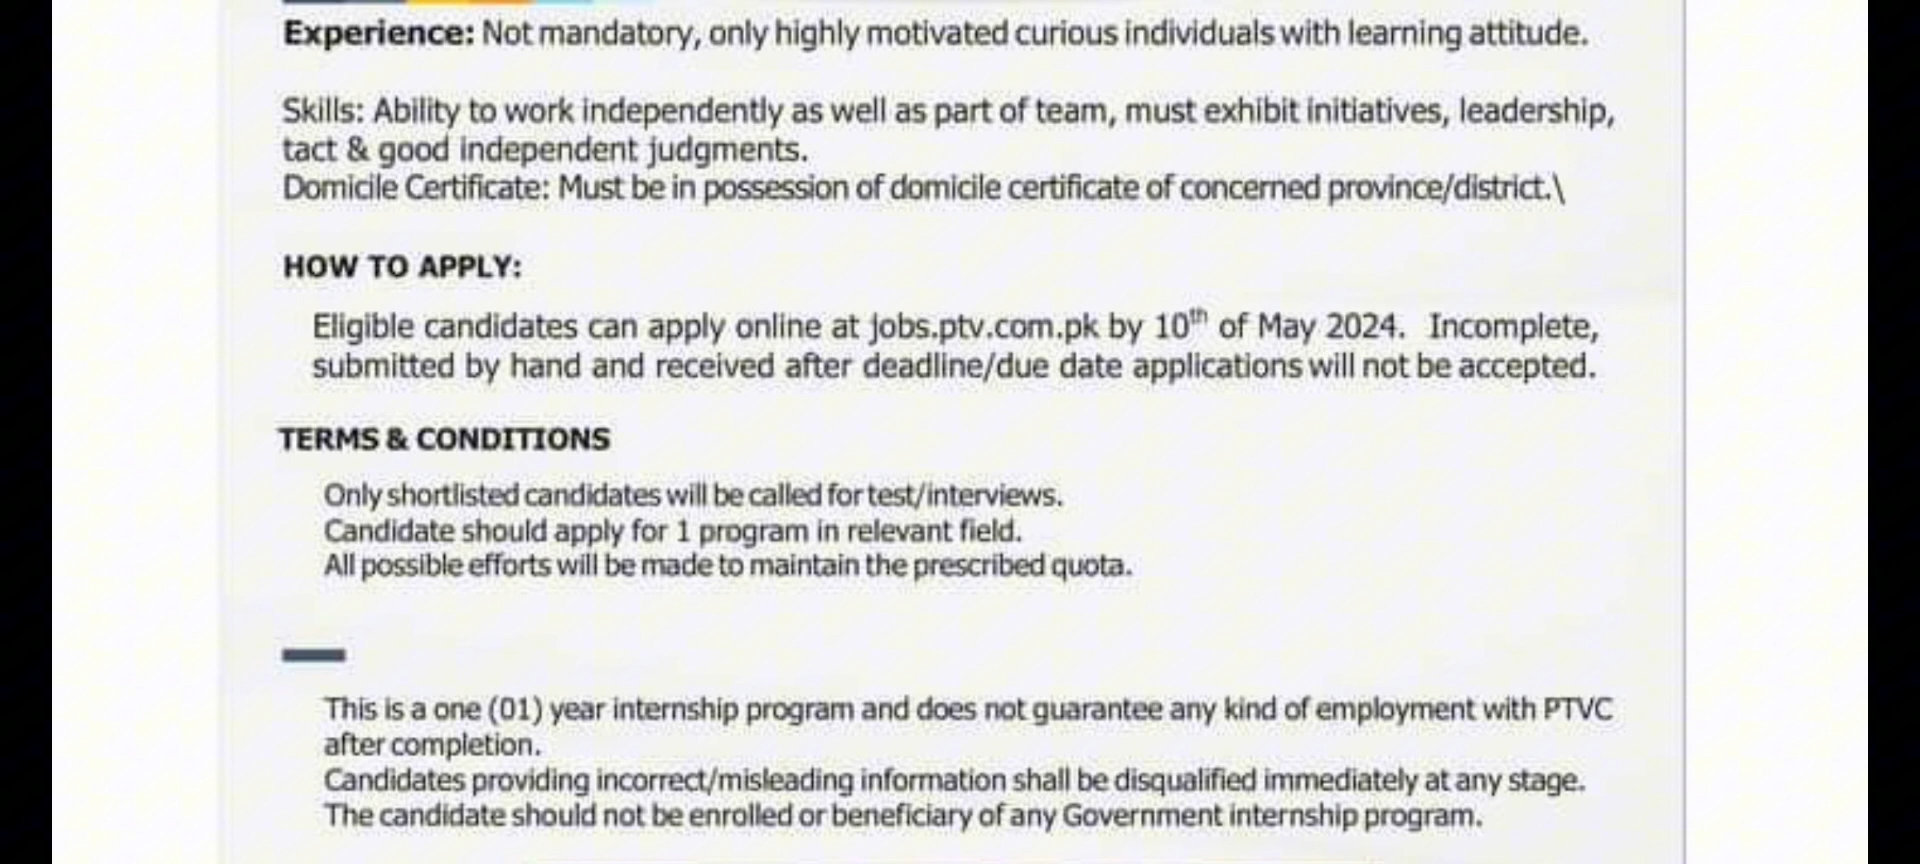 Experience: Not mandatory, only highly motivated curious individuals with learning attitude.
Skills: Ability to work independently as well as part of team, must exhibit initiatives, leadership,
tact & good independent judgments.
Domicile Certificate: Must be in possession of domicile certificate of concerned province/district.\
HOW TO APPLY:
Eligible candidates can apply online at jobs.ptv.com.pk by 10th of May 2024. Incomplete,
submitted by hand and received after deadline/due date applications will not be accepted.
TERMS & CONDITIONS
Only shortlisted candidates will be called for test/interviews.
Candidate should apply for 1 program in relevant field.
All possible efforts will be made to maintain the prescribed quota.
This is a one (01) year internship program and does not guarantee any kind of employment with PTVC
after completion.
Candidates providing incorrect/misleading information shall be disqualified immediately at any stage.
The candidate should not be enrolled or beneficiary of any Government internship program.